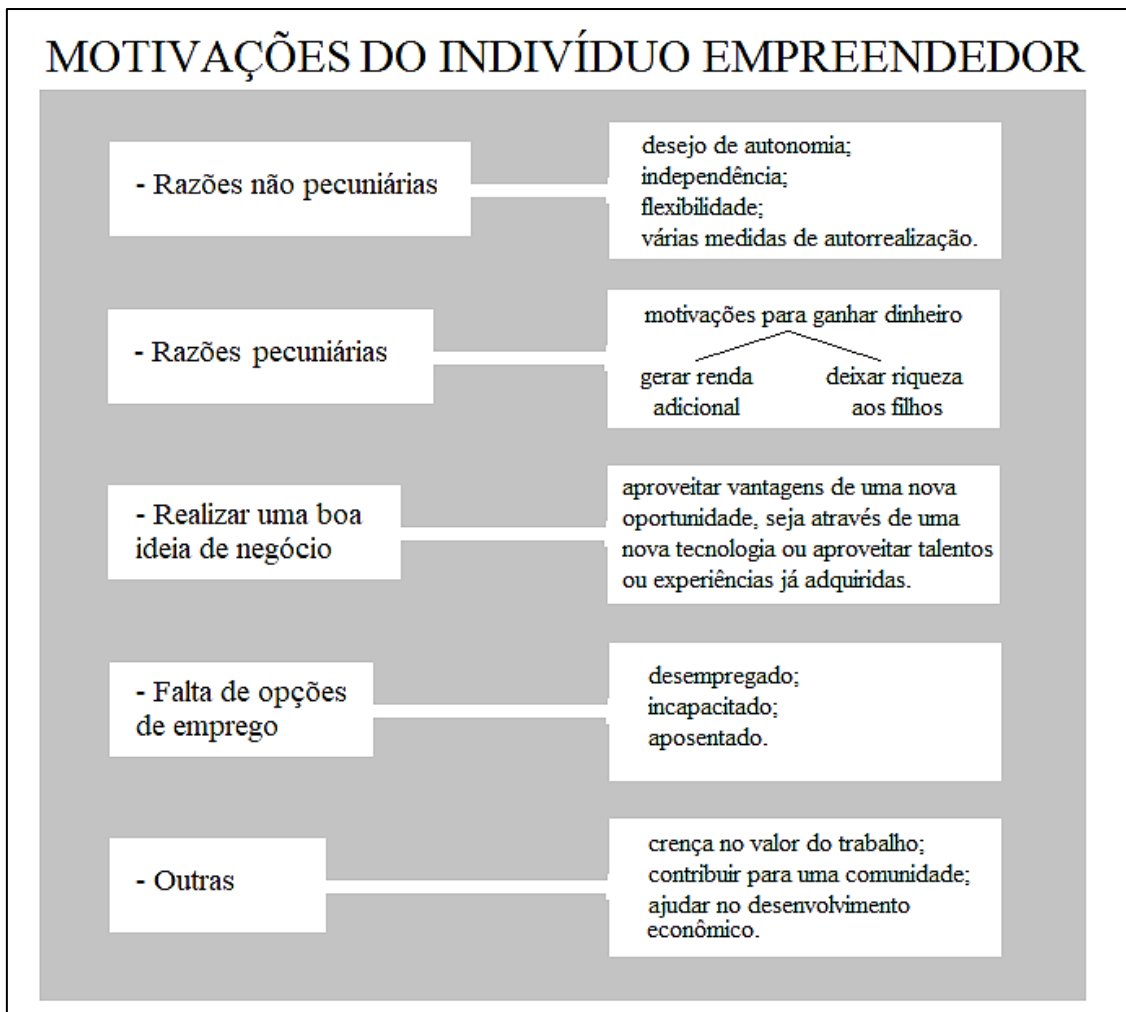 MOTIVAÇÕES DO INDIVÍDUO EMPREENDEDOR
- Razões não pecuniárias
desejo de autonomia;
independência;
flexibilidade;
várias medidas de autorrealização.
- Razões pecuniárias
motivações para ganhar dinheiro
gerar renda
adicional
deixar riqueza
aos filhos
- Realizar uma boa
ideia de negócio
aproveitar vantagens de uma nova
oportunidade, seja através de uma
nova tecnologia ou aproveitar talentos
ou experiências já adquiridas.
- Falta de opções
de emprego
desempregado;
incapacitado;
aposentado.
- Outras
crença no valor do trabalho;
contribuir para uma comunidade;
ajudar no desenvolvimento
econômico.